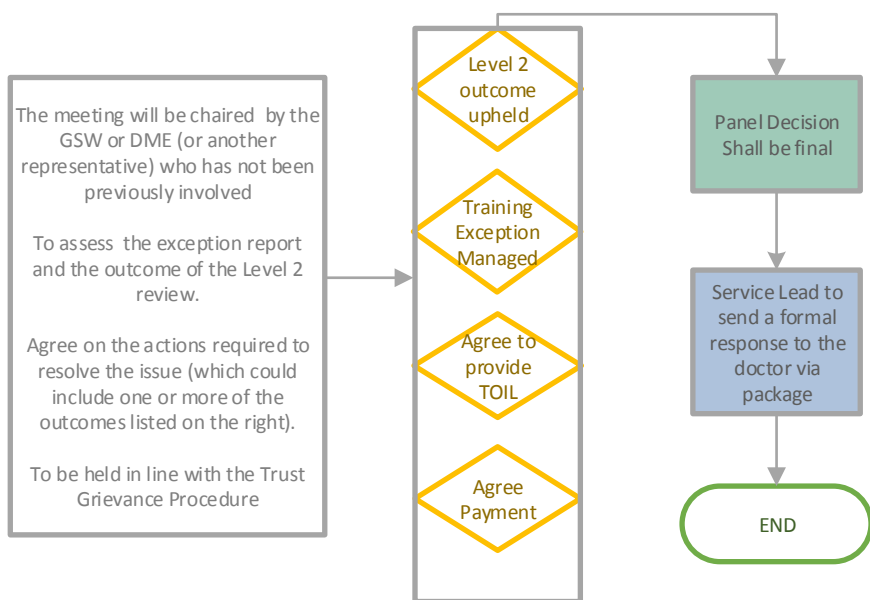 The meeting will be chaired by the
GSW or DME (or another
representative) who has not been
previously involved
To assess the exception report
and the outcome of the Level 2
review.
Agree on the actions required to
resolve the issue (which could
include one or more of the
outcomes listed on the right).
To be held in line with the Trust
Grievance Procedure
Level 2
outcome
upheld
Training
Exception
Managed
Agree to
provide
TOIL
Agree
Payment
Panel Decision
Shall be final
Service Lead to
send a formal
response to the
doctor via
package
END